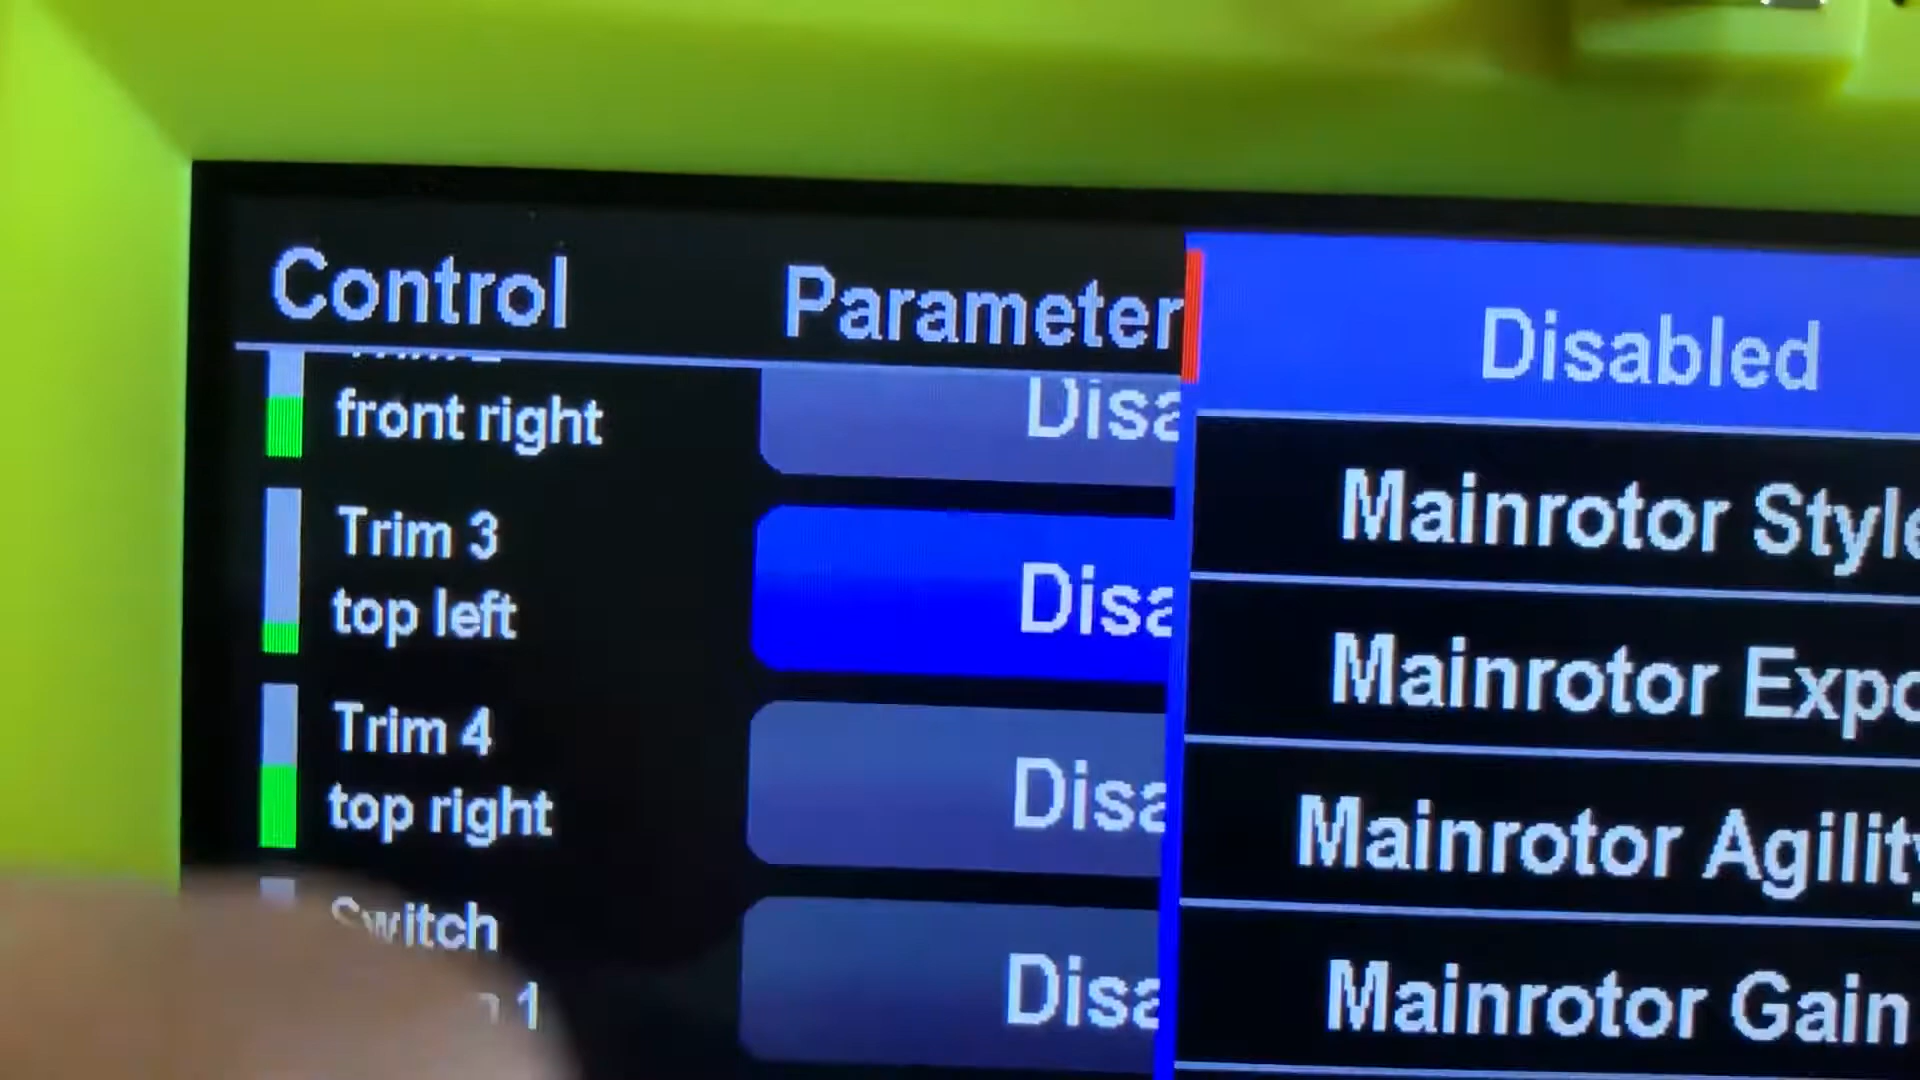 Control Parameter
front right Disa
Trim 3
top left Disa
Trim 4
top right Disa
Switch
1 Disa
Disabled
Mainrotor Style
Mainrotor Expo
Mainrotor Agility
Mainrotor Gain